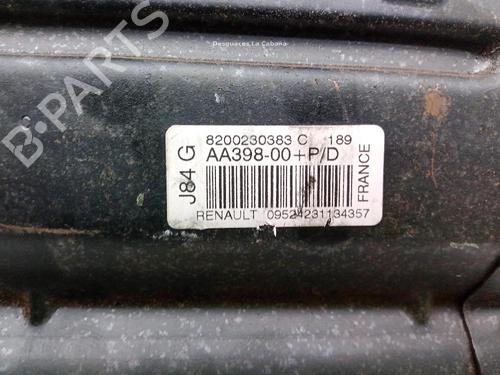 Desguaces La Cabaña
B-PARTS
8200230383 C 189
AA398-00+P/D
J84 G
FRANCE
RENAULT 09524231134357